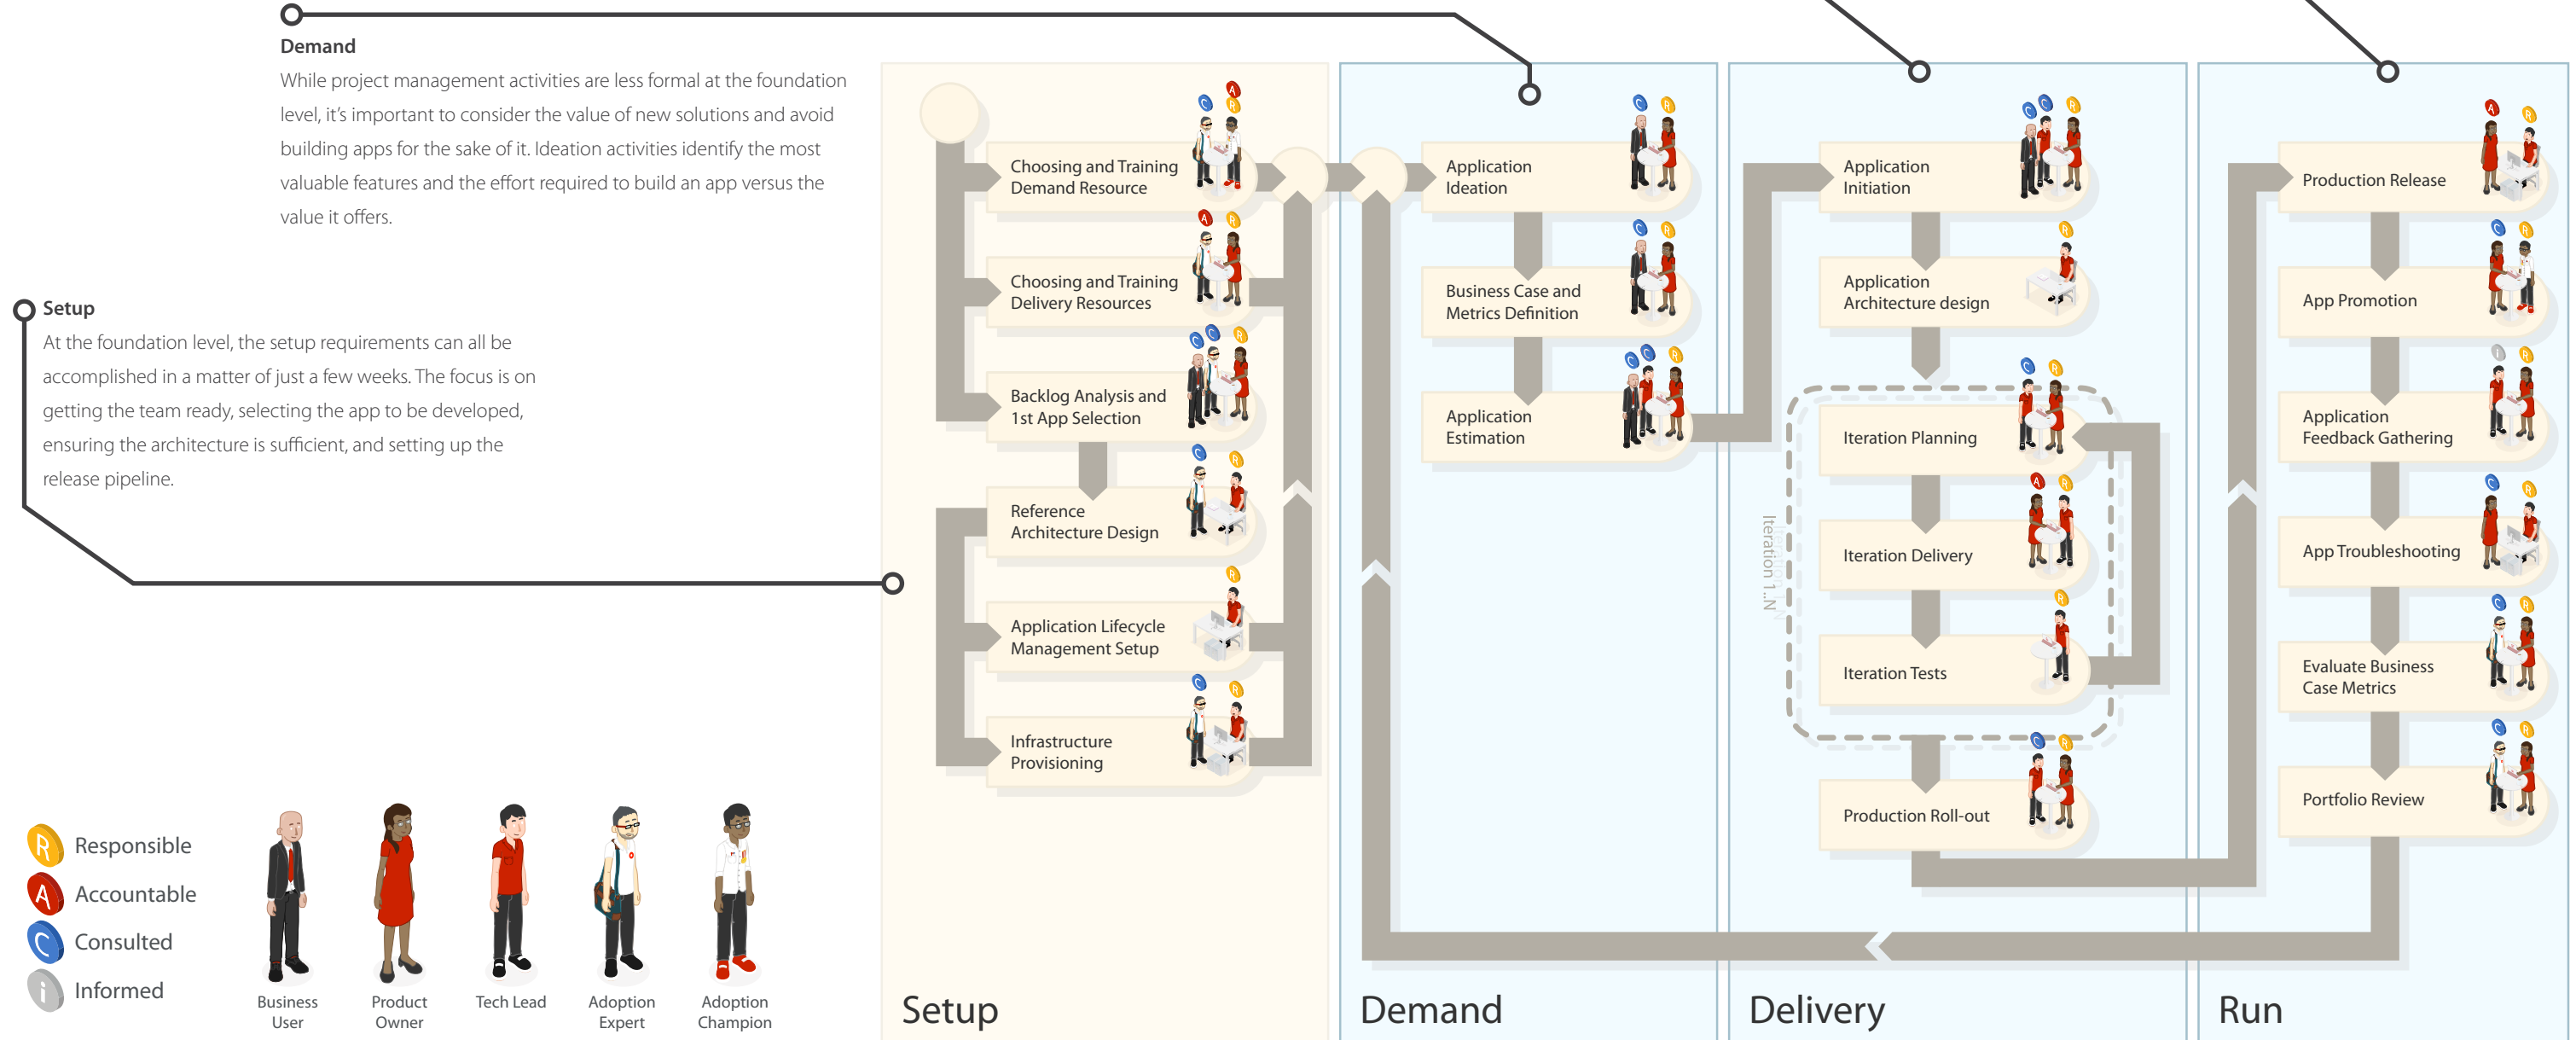 Demand
While project management activities are less formal at the foundation
level, it's important to consider the value of new solutions and avoid
building apps for the sake of it. Ideation activities identify the most
valuable features and the effort required to build an app versus the
value it offers.
Setup
At the foundation level, the setup requirements can all be
accomplished in a matter of just a few weeks. The focus is on
getting the team ready, selecting the app to be developed,
ensuring the architecture is sufficient, and setting up the
release pipeline.
R Responsible
A Accountable
C Consulted
i Informed
Business
User
Product
Owner
Tech Lead
Adoption
Expert
Adoption
Champion
C A R
Choosing and Training
Demand Resource
A R
Choosing and Training
Delivery Resources
C C R
Backlog Analysis and
1st App Selection
C R
Reference
Architecture Design
R
Application Lifecycle
Management Setup
C R
Infrastructure
Provisioning
Setup
C R
Application
Ideation
C R
Business Case and
Metrics Definition
C C R
Application
Estimation
Demand
C C R
Application
Initiation
R
Application
Architecture design
Iteration 1..N
C R
Iteration Planning
A R
Iteration Delivery
R
Iteration Tests
C R
Production Roll-out
Delivery
A R
Production Release
C R
App Promotion
i R
Application
Feedback Gathering
C R
App Troubleshooting
C R
Evaluate Business
Case Metrics
C R
Portfolio Review
Run